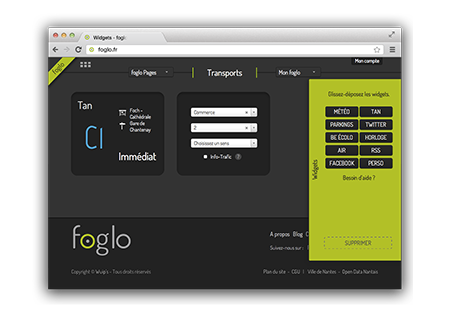 Widgets - fogl
foglo.fr
foglo
Mon compte
foglo Pages
Transports
Mon foglo
Tan
Foch -
Cathédrale
Gare de
Chantenay
C1
Immédiat
Commerce
2
Choisissez un sens
Info-Trafic ?
Glissez-déposez les widgets.
MÉTÉO TAN
PARKINGS TWITTER
BE ÉCOLO HORLOGE
AIR RSS
FACEBOOK PERSO
Besoin d'aide ?
Widgets
SUPPRIMER
foglo
A propos Blog
Suivez-nous sur :
Copyright © - Tous droits réservés
Plan du site - CGU | Ville de Nantes - Open Data Nantes